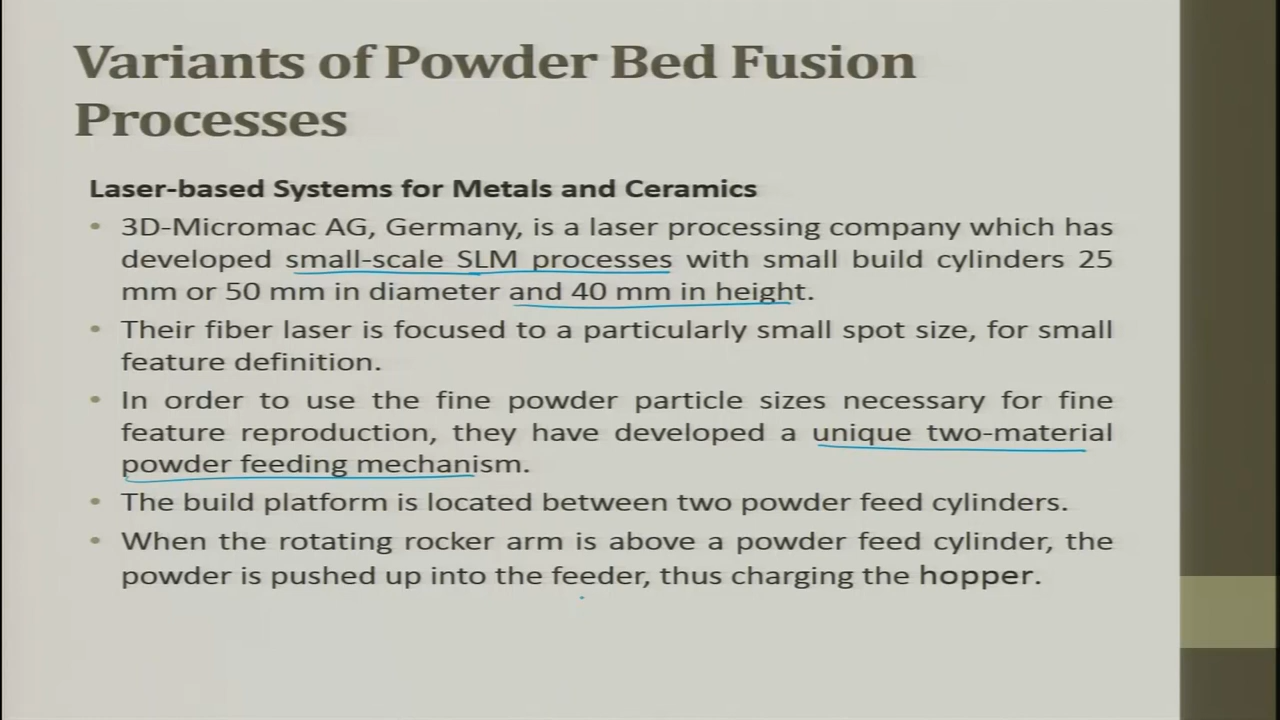 Variants of Powder Bed Fusion
Processes
Laser-based Systems for Metals and Ceramics
• 3D-Micromac AG, Germany, is a laser processing company which has
developed small-scale SLM processes with small build cylinders 25
mm or 50 mm in diameter and 40 mm in height.
• Their fiber laser is focused to a particularly small spot size, for small
feature definition.
• In order to use the fine powder particle sizes necessary for fine
feature reproduction, they have developed a unique two-material
powder feeding mechanism.
• The build platform is located between two powder feed cylinders.
• When the rotating rocker arm is above a powder feed cylinder, the
powder is pushed up into the feeder, thus charging the hopper.